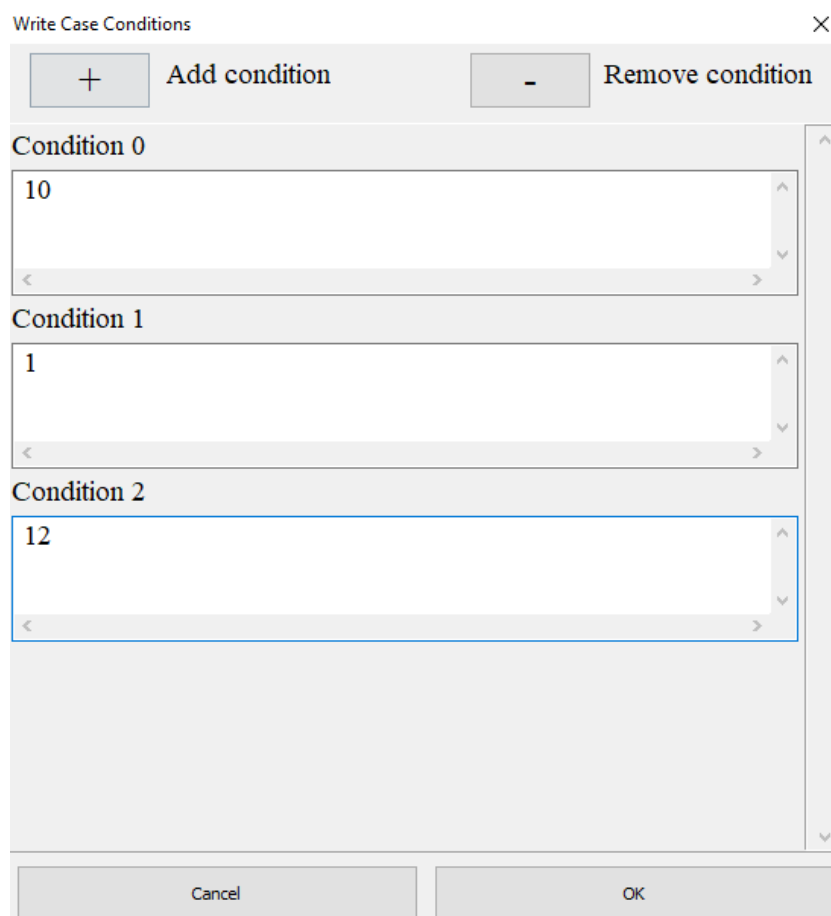 Write Case Conditions
+ Add condition - Remove condition
Condition 0
10
Condition 1
1
Condition 2
12
Cancel OK